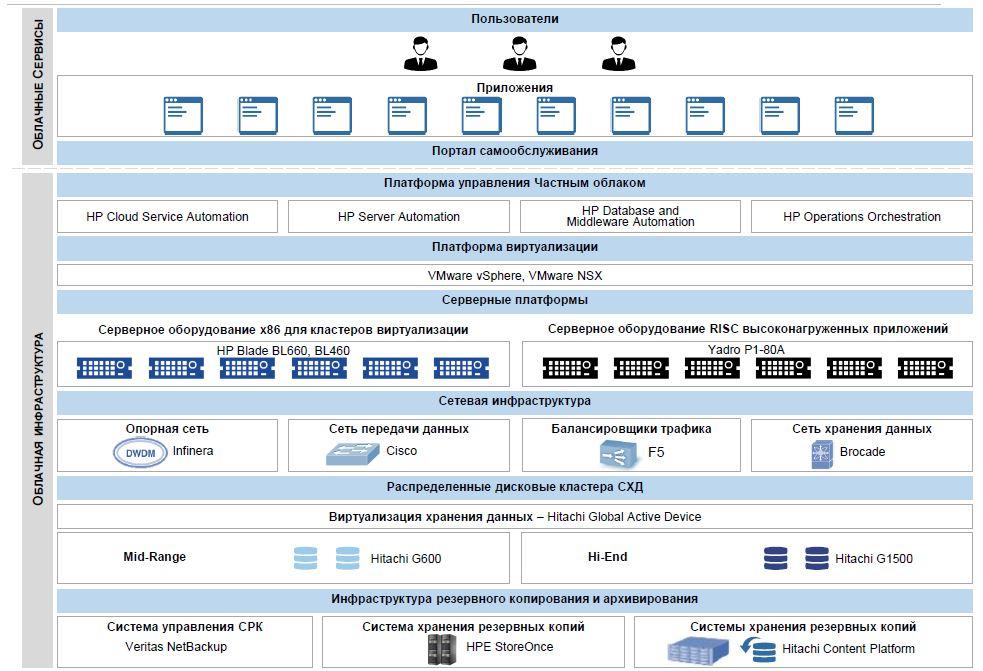 ОБЛАЧНЫЕ СЕРВИСЫ
Пользователи
Приложения
Портал самообслуживания
ОБЛАЧНАЯ ИНФРАСТРУКТУРА
Платформа управления Частным облаком
HP Cloud Service Automation
HP Server Automation
HP Database and
Middleware Automation
HP Operations Orchestration
Платформа виртуализации
VMware vSphere, VMware NSX
Серверные платформы
Серверное оборудование x86 для кластеров виртуализации
HP Blade BL660, BL460
Серверное оборудование RISC высоконагруженных приложений
Yadro P1-80A
Сетевая инфраструктура
Опорная сеть
DWDM
Infinera
Сеть передачи данных
Cisco
Балансировщики трафика
F5
Сеть хранения данных
Brocade
Распределенные дисковые кластера СХД
Виртуализация хранения данных – Hitachi Global Active Device
Mid-Range
Hitachi G600
Hi-End
Hitachi G1500
Инфраструктура резервного копирования и архивирования
Система управления СРК
Veritas NetBackup
Система хранения резервных копий
HPE StoreOnce
Системы хранения резервных копий
Hitachi Content Platform